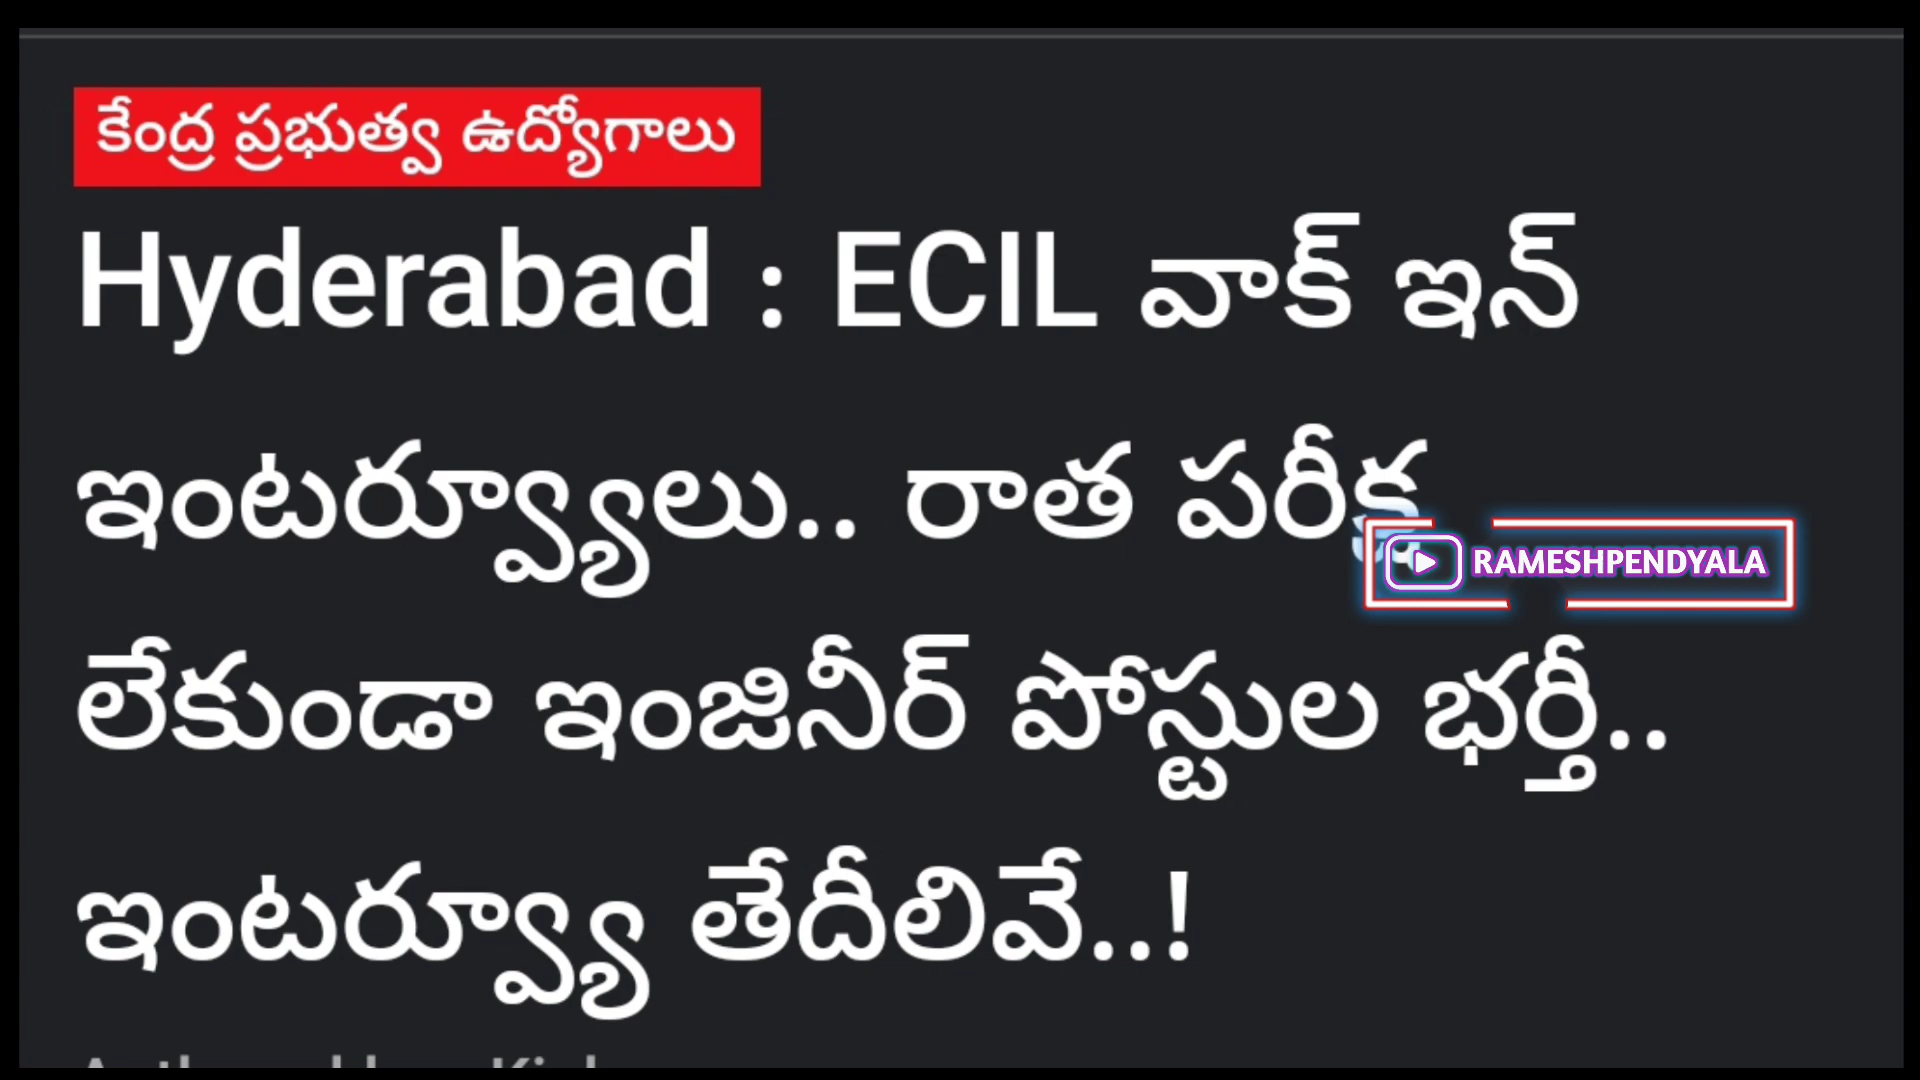 కేంద్ర ప్రభుత్వ ఉద్యోగాలు
Hyderabad : ECIL వాక్ ఇన్
ఇంటర్వ్యూలు.. రాత పరీక్ష
RAMESHPENDYALA
లేకుండా ఇంజినీర్ పోస్టుల భర్తీ..
ఇంటర్వ్యూ తేదీలివే..!